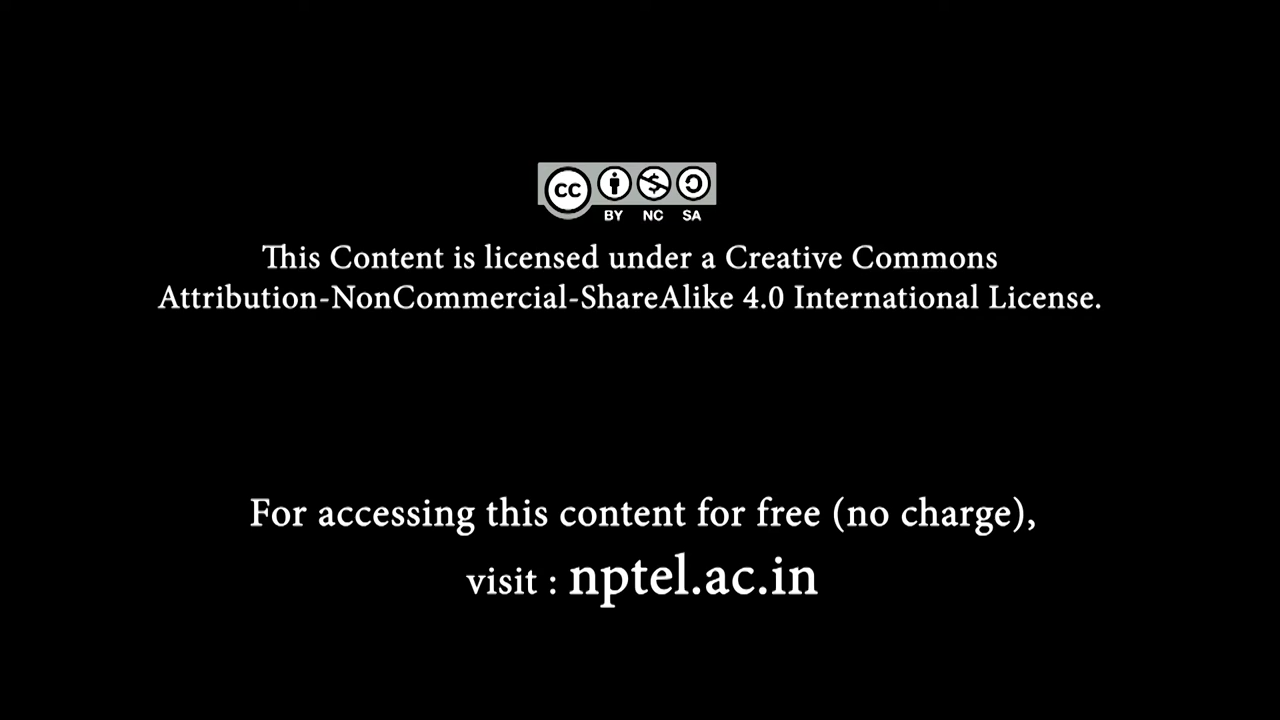 CC
BY NC SA
This Content is licensed under a Creative Commons
Attribution-NonCommercial-ShareAlike 4.0 International License.
For accessing this content for free (no charge),
visit : nptel.ac.in